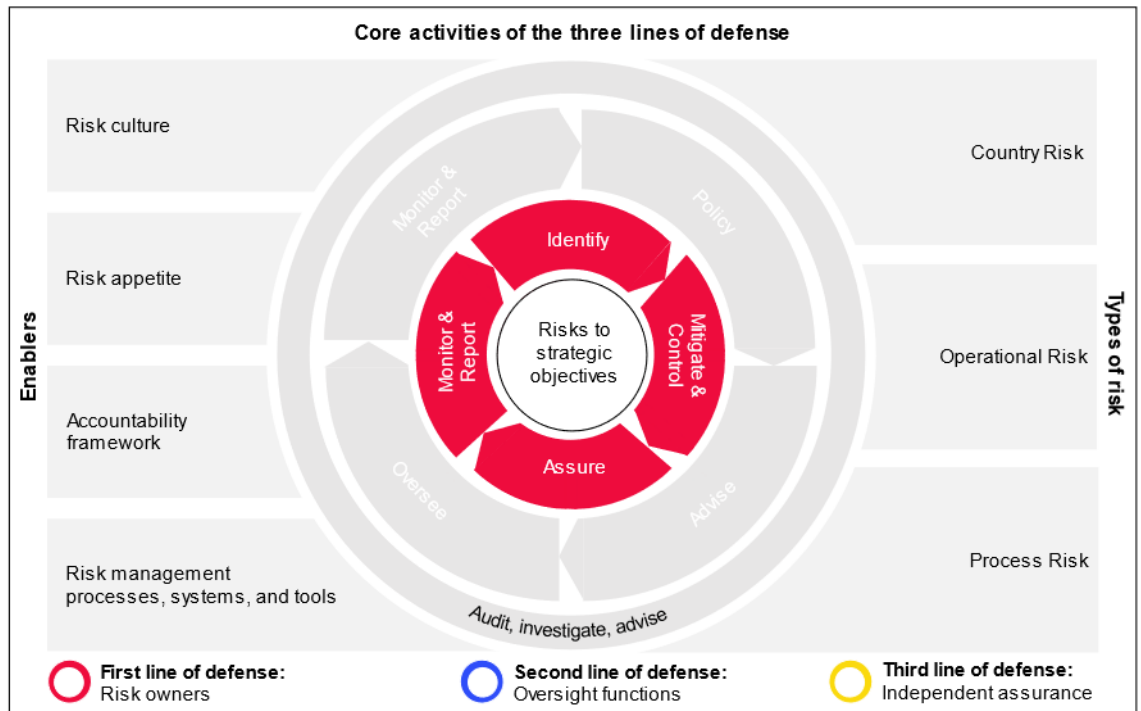 Core activities of the three lines of defense
Enablers
Risk culture
Risk appetite
Accountability
framework
Risk management
processes, systems, and tools
Monitor &
Report
Policy
Advise
Oversee
Identify
Mitigate &
Control
Assure
Monitor &
Report
Risks to
strategic
objectives
Audit, investigate, advise
Types of risk
Country Risk
Operational Risk
Process Risk
First line of defense:
Risk owners
Second line of defense:
Oversight functions
Third line of defense:
Independent assurance